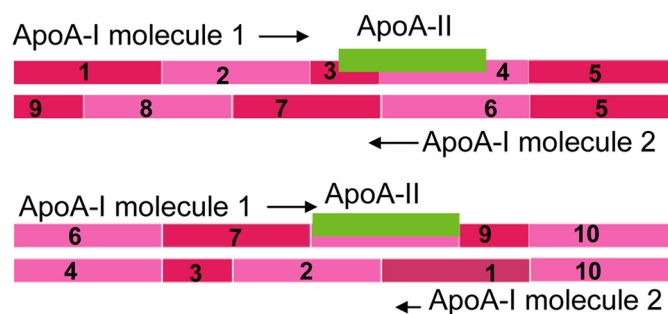 ApoA-I molecule 1 ApoA-II
1 2 3 4 5
9 8 7 6 5
ApoA-I molecule 2
ApoA-I molecule 1 ApoA-II
6 7 9 10
4 3 2 1 10
ApoA-I molecule 2